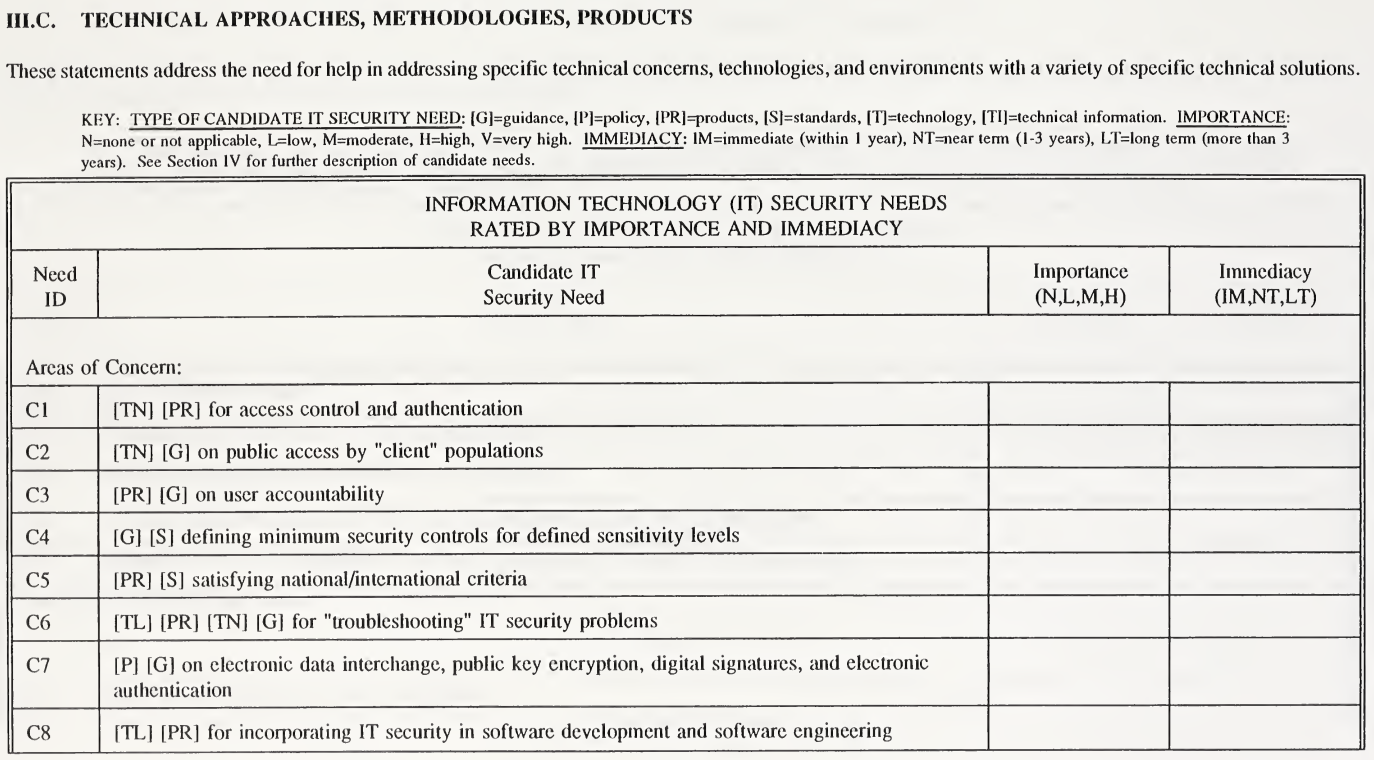 III.C. TECHNICAL APPROACHES, METHODOLOGIES, PRODUCTS
These statements address the need for help in addressing specific technical concerns, technologies, and environments with a variety of specific technical solutions.
KEY: TYPE OF CANDIDATE IT SECURITY NEED: [G]=guidance, [P]=policy, [PR]=products, [S]=standards, [T]=technology, [TI]=technical information. IMPORTANCE:
N=none or not applicable, L=low, M=moderate, H=high, V=very high. IMMEDIACY: IM=immediate (within 1 year), NT=near term (1-3 years), LT=long term (more than 3
years). See Section IV for further description of candidate needs.
INFORMATION TECHNOLOGY (IT) SECURITY NEEDS
RATED BY IMPORTANCE AND IMMEDIACY
Need ID Candidate IT Security Need Importance (N,L,M,H) Immediacy (IM,NT,LT)
Areas of Concern:
C1 [TN] [PR] for access control and authentication
C2 [TN] [G] on public access by "client" populations
C3 [PR] [G] on user accountability
C4 [G] [S] defining minimum security controls for defined sensitivity levels
C5 [PR] [S] satisfying national/international criteria
C6 [TL] [PR] [TN] [G] for "troubleshooting" IT security problems
C7 [P] [G] on electronic data interchange, public key encryption, digital signatures, and electronic
authentication
C8 [TL] [PR] for incorporating IT security in software development and software engineering